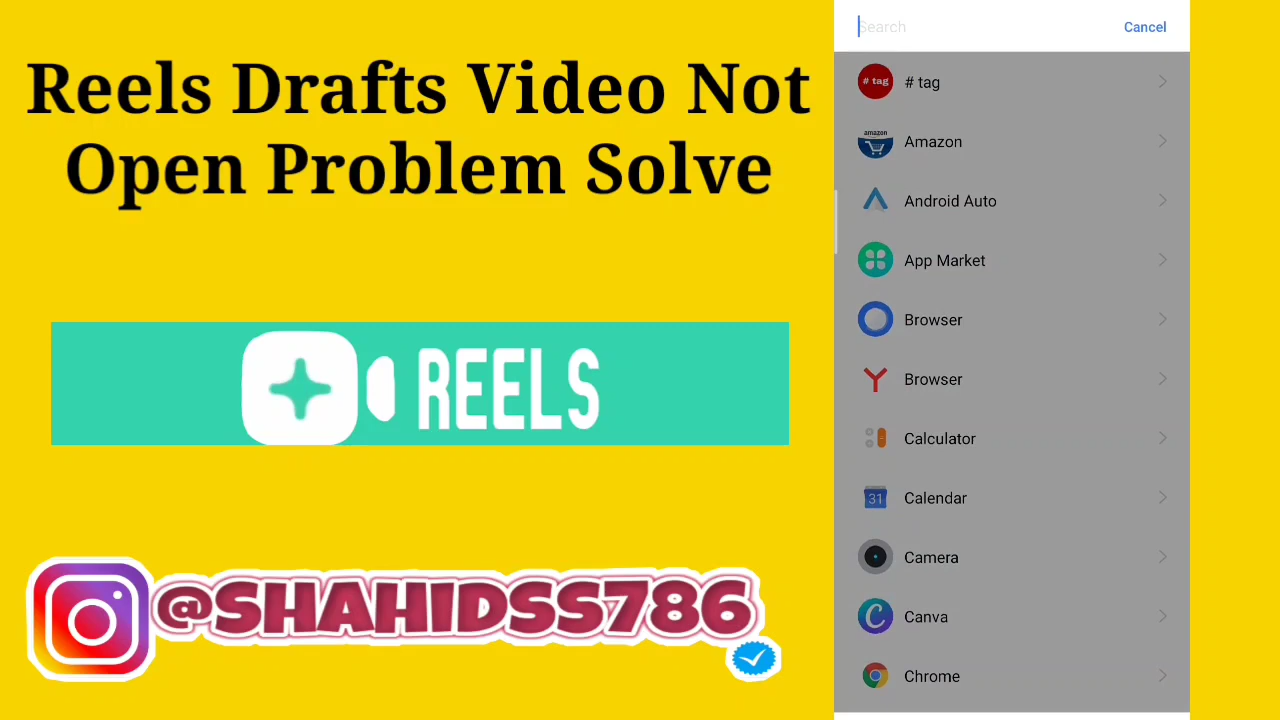 Reels Drafts Video Not
Open Problem Solve
REELS
@SHAHIDSS786
Search
Cancel
# tag
# tag
amazon
Amazon
Android Auto
App Market
Browser
Browser
Calculator
31
Calendar
Camera
Canva
Chrome